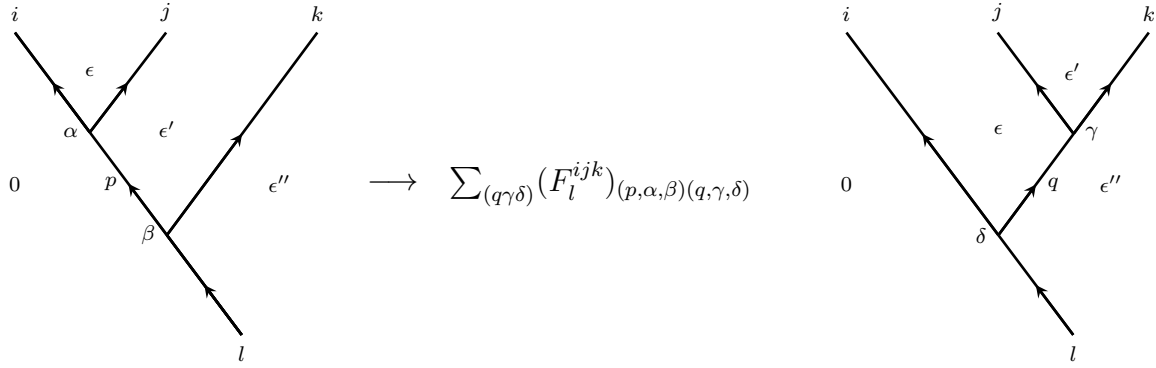 i j k i j k
ϵ ϵ′
α ϵ′ ϵ γ
0 p ϵ′′ ⟶ ∑_{(qγδ)}(F_l^{ijk})_{(p,α,β)(q,γ,δ)} 0 q ϵ′′
β δ
l l